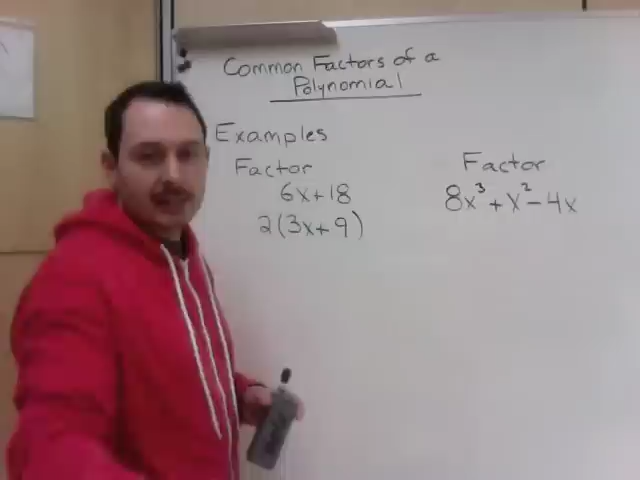 Common Factors of a
Polynomial
Examples
Factor
6x+18
2(3x+9)
Factor
8x³+x²-4x